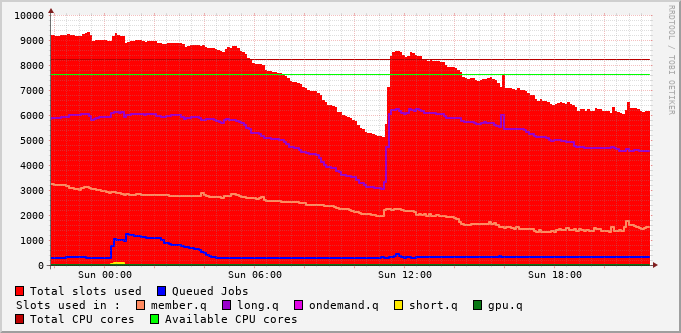 10000
9000
8000
7000
6000
5000
4000
3000
2000
1000
0
Sun 00:00 Sun 06:00 Sun 12:00 Sun 18:00
RRDTOOL / TOBI OETIKER
Total slots used Queued Jobs
Slots used in : member.q long.q ondemand.q short.q gpu.q
Total CPU cores Available CPU cores